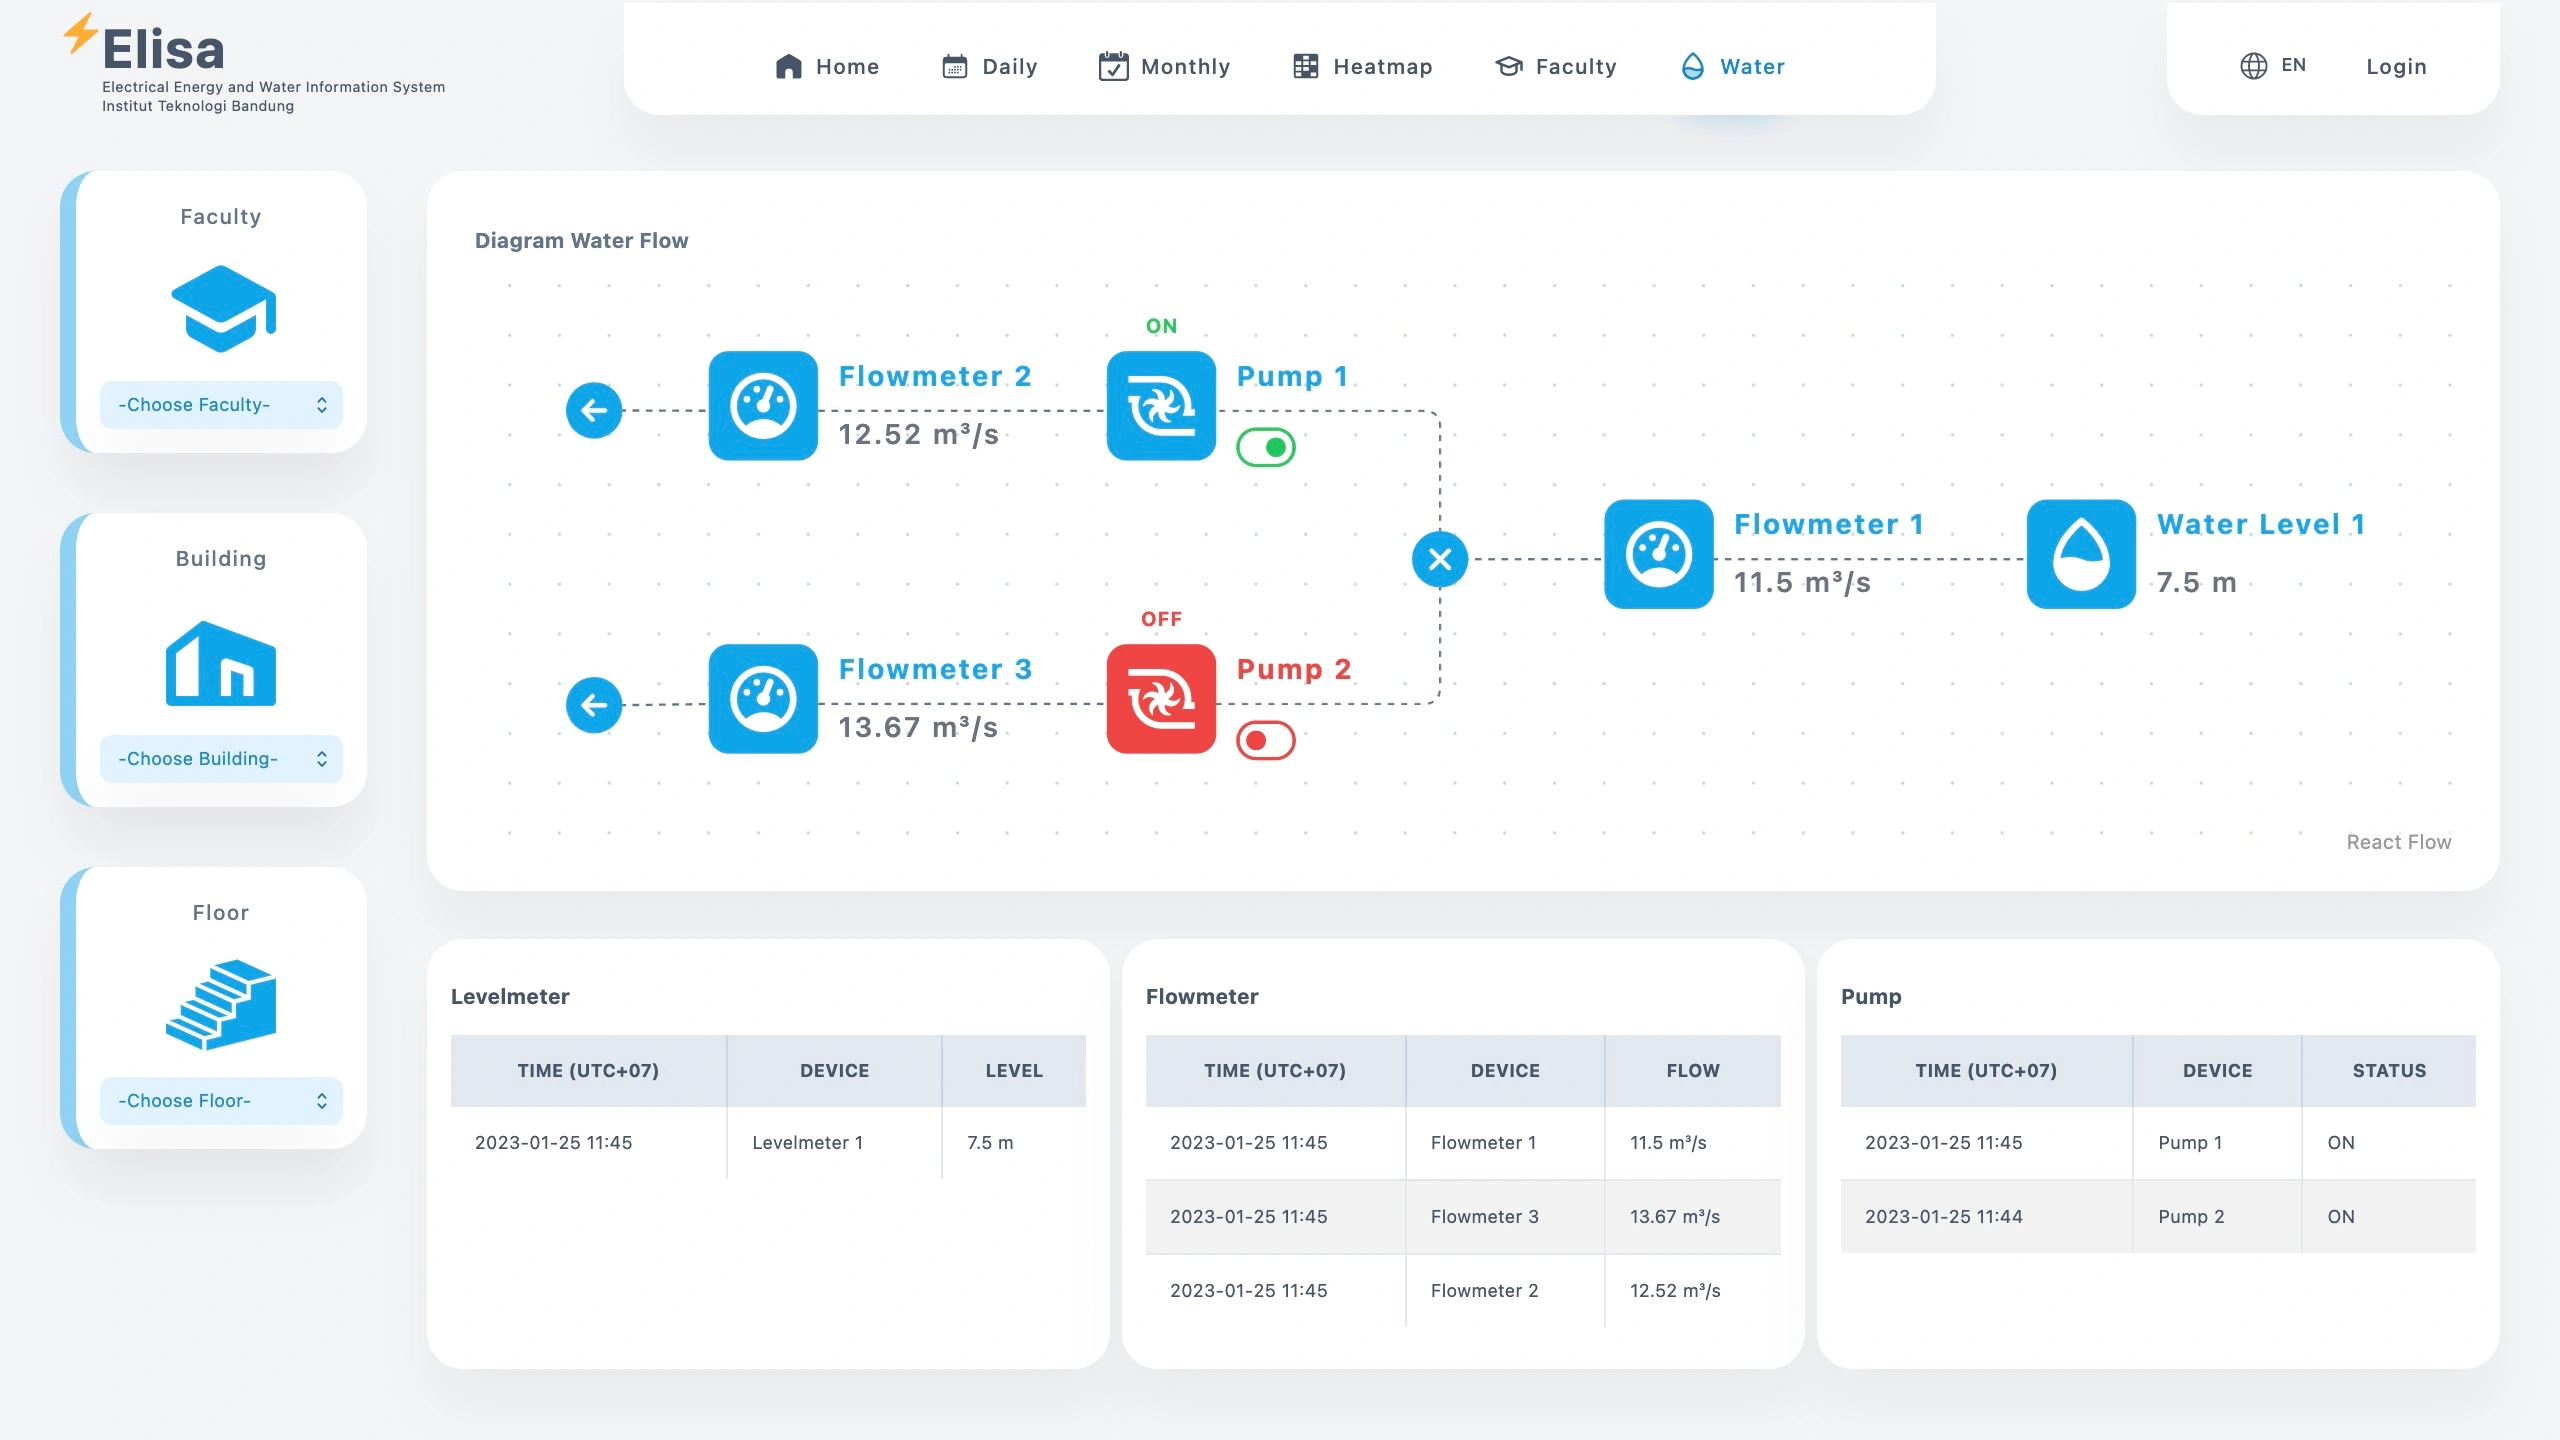 Elisa
Electrical Energy and Water Information System
Institut Teknologi Bandung
Home Daily Monthly Heatmap Faculty Water
EN Login
Faculty
-Choose Faculty-
Building
-Choose Building-
Floor
-Choose Floor-
Diagram Water Flow
ON
Flowmeter 2 Pump 1
12.52 m³/s
Flowmeter 1 Water Level 1
11.5 m³/s 7.5 m
OFF
Flowmeter 3 Pump 2
13.67 m³/s
React Flow
Levelmeter
TIME (UTC+07) DEVICE LEVEL
2023-01-25 11:45 Levelmeter 1 7.5 m
Flowmeter
TIME (UTC+07) DEVICE FLOW
2023-01-25 11:45 Flowmeter 1 11.5 m³/s
2023-01-25 11:45 Flowmeter 3 13.67 m³/s
2023-01-25 11:45 Flowmeter 2 12.52 m³/s
Pump
TIME (UTC+07) DEVICE STATUS
2023-01-25 11:45 Pump 1 ON
2023-01-25 11:44 Pump 2 ON